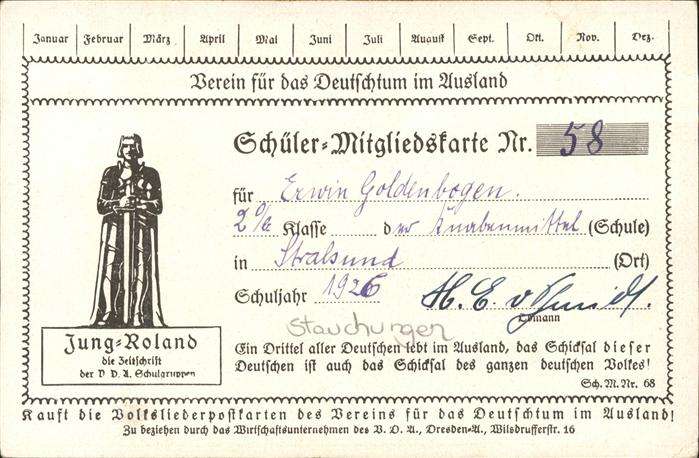 Januar Februar März April Mai Juni Juli August Sept. Okt. Nov. Dez.
Verein für das Deutschtum im Ausland
Schüler-Mitgliedskarte Nr. 58
für Erwin Goldenbogen.
Klasse der Knabenmittel (Schule)
in Stralsund (Ort)
Schuljahr 1926 H. E. v Schmidt.
Obmann
Stauchungen
Jung-Roland
die Zeitschrift
der V. D. A. Schulgruppen
Ein Drittel aller Deutschen lebt im Ausland, das Schicksal dieser
Deutschen ist auch das Schicksal des ganzen deutschen Volkes!
Sch. M. Nr. 68
Kauft die Volksliederpostkarten des Vereins für das Deutschtum im Ausland!
Zu beziehen durch das Wirtschaftsunternehmen des V. D. A., Dresden-A., Wilsdrufferstr. 16